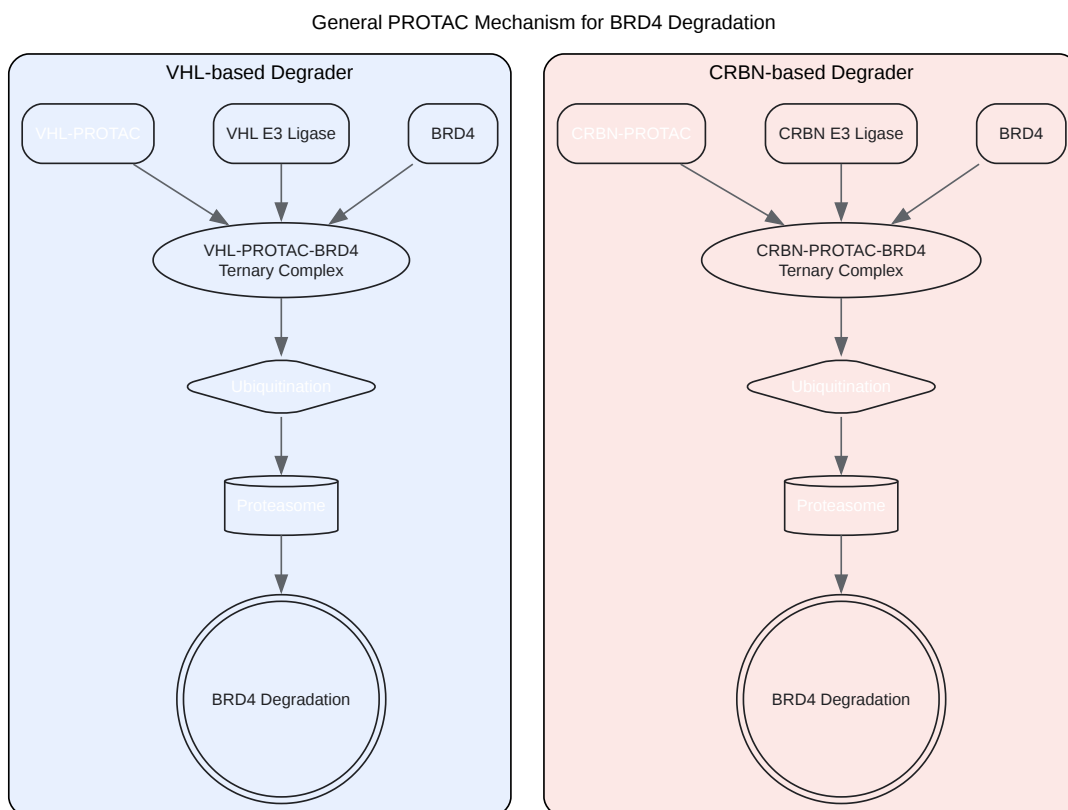 General PROTAC Mechanism for BRD4 Degradation
VHL-based Degrader
VHL-PROTAC
VHL E3 Ligase
BRD4
VHL-PROTAC-BRD4
Ternary Complex
Ubiquitination
Proteasome
BRD4 Degradation
CRBN-based Degrader
CRBN-PROTAC
CRBN E3 Ligase
BRD4
CRBN-PROTAC-BRD4
Ternary Complex
Ubiquitination
Proteasome
BRD4 Degradation